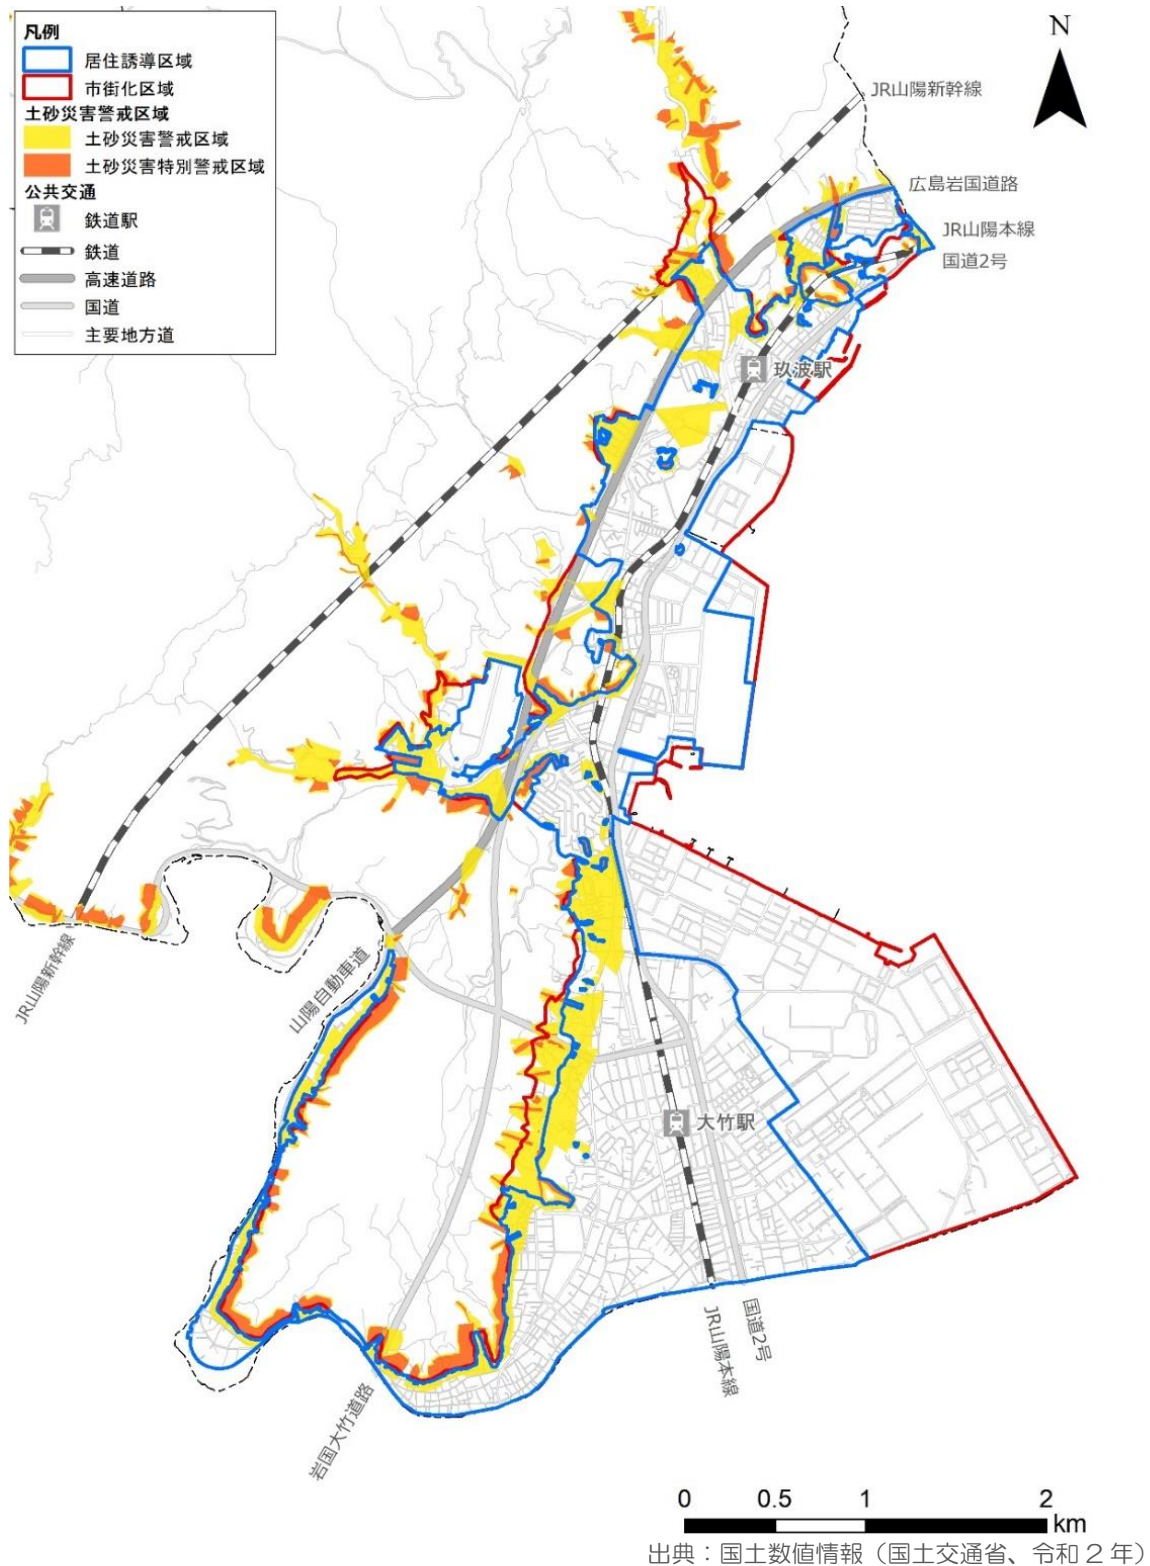 凡例
居住誘導区域
市街化区域
土砂災害警戒区域
土砂災害警戒区域
土砂災害特別警戒区域
公共交通
鉄道駅
鉄道
高速道路
国道
主要地方道
N
JR山陽新幹線
広島岩国道路
JR山陽本線
国道2号
玖波駅
JR山陽新幹線
山陽自動車道
大竹駅
国道2号
JR山陽本線
岩国大竹道路
0 0.5 1 2
km
出典：国土数値情報（国土交通省、令和２年）